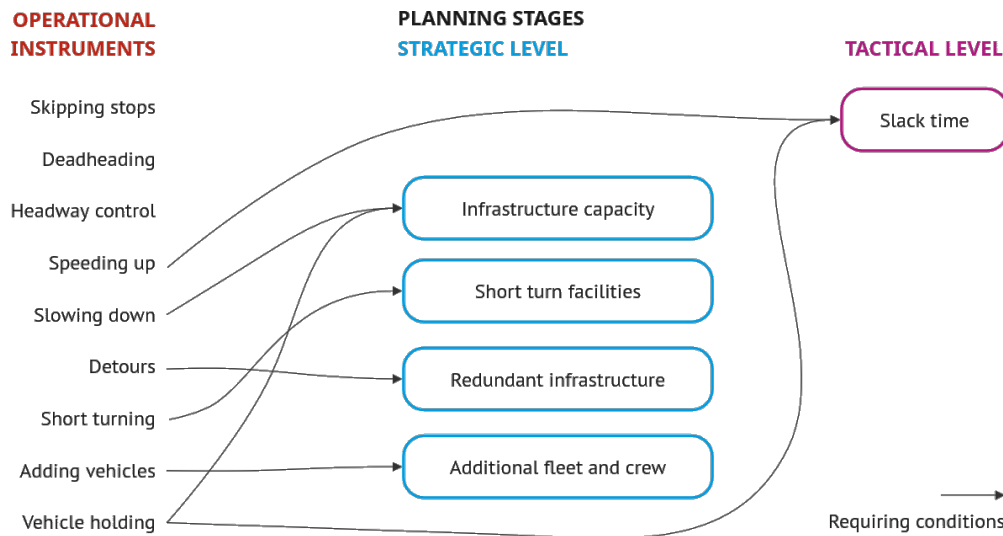 OPERATIONAL
INSTRUMENTS
PLANNING STAGES
STRATEGIC LEVEL
TACTICAL LEVEL
Skipping stops
Deadheading
Headway control
Speeding up
Slowing down
Detours
Short turning
Adding vehicles
Vehicle holding
Infrastructure capacity
Short turn facilities
Redundant infrastructure
Additional fleet and crew
Slack time
Requiring conditions